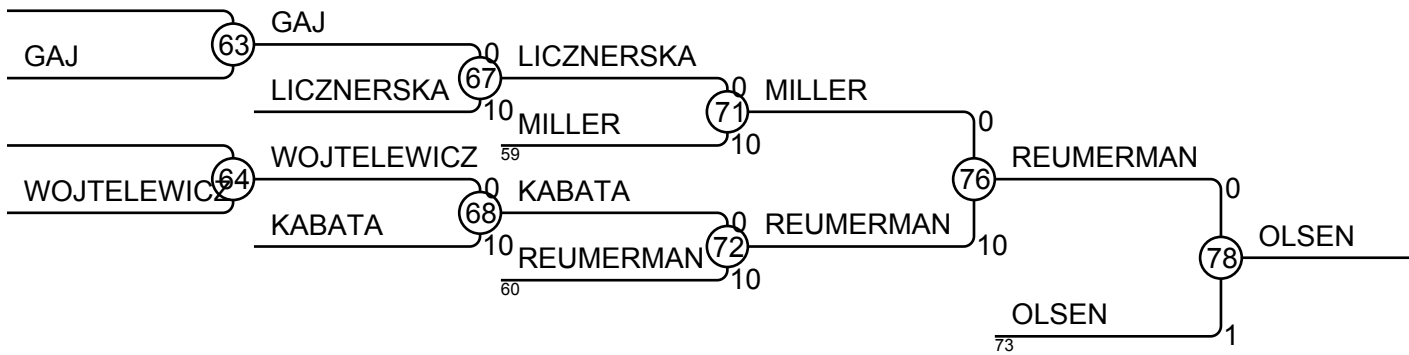 GAJ
63
GAJ
0
LICZNERSKA
67
10
LICZNERSKA
0
MILLER
59
71
10
MILLER
0
WOJTELEWICZ
64
WOJTELEWICZ
0
KABATA
68
10
KABATA
0
REUMERMAN
60
72
10
REUMERMAN
76
10
REUMERMAN
0
OLSEN
73
78
1
OLSEN